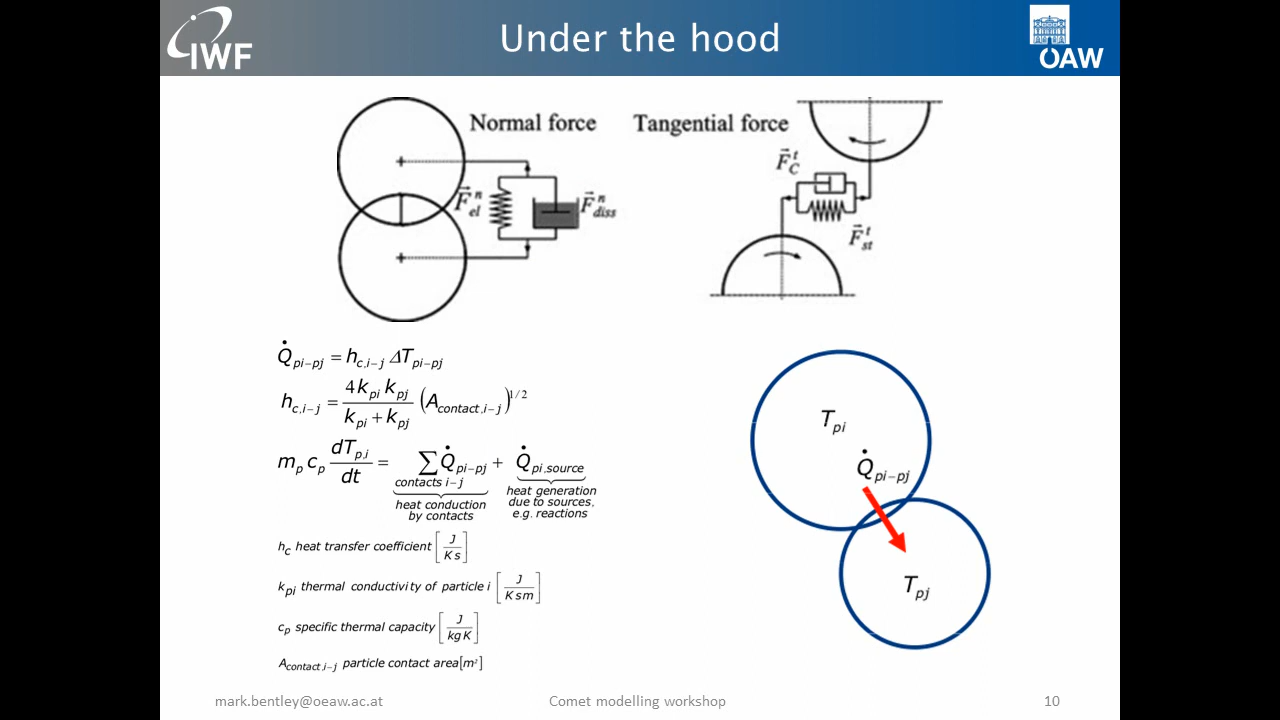 IWF
Under the hood
ÖAW
Normal force
Tangential force
F⃗ⁿ_el
F⃗ⁿ_diss
F⃗ᵗ_C
F⃗ᵗ_st
Q̇_pi−pj = h_c,i−j ΔT_pi−pj
h_c,i−j = 4 k_pi k_pj / (k_pi + k_pj) (A_contact,i−j)^1/2
m_p c_p dT_p,i / dt = ∑_contacts i−j Q̇_pi−pj + Q̇_pi,source
heat conduction
by contacts
heat generation
due to sources,
e.g. reactions
h_c heat transfer coefficient [J / K s]
k_pi thermal conductivity of particle i [J / K s m]
c_p specific thermal capacity [J / kg K]
A_contact,i−j particle contact area [m²]
T_pi
Q̇_pi−pj
T_pj
mark.bentley@oeaw.ac.at
Comet modelling workshop
10